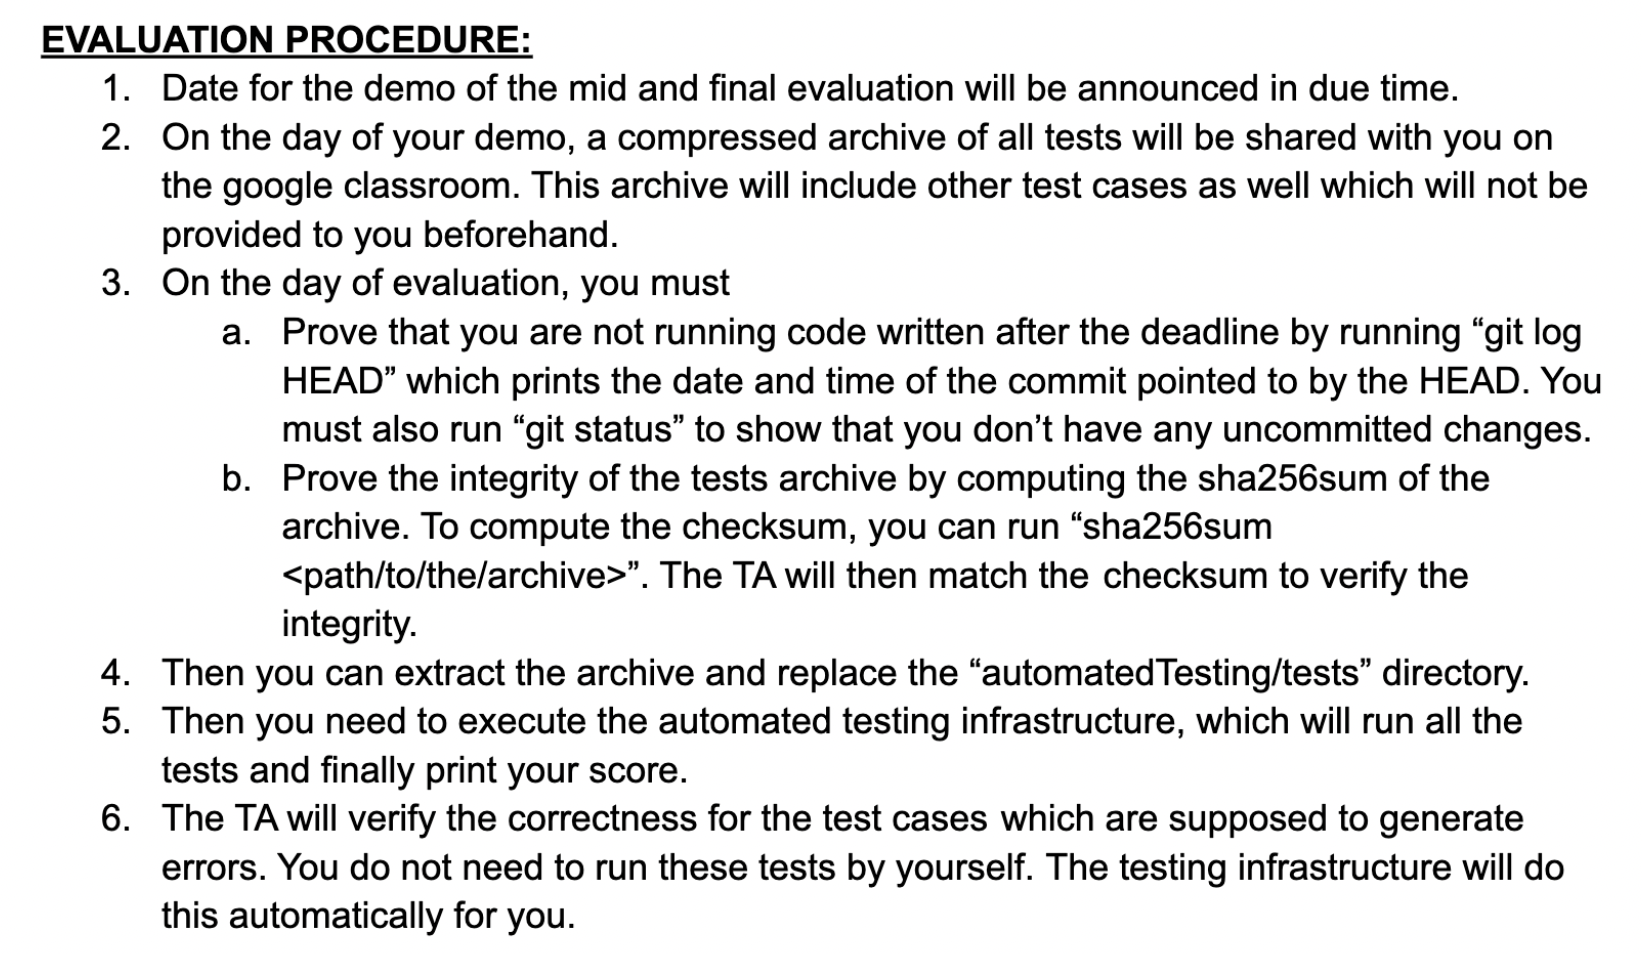 EVALUATION PROCEDURE:
1. Date for the demo of the mid and final evaluation will be announced in due time.
2. On the day of your demo, a compressed archive of all tests will be shared with you on
the google classroom. This archive will include other test cases as well which will not be
provided to you beforehand.
3. On the day of evaluation, you must
a. Prove that you are not running code written after the deadline by running “git log
HEAD” which prints the date and time of the commit pointed to by the HEAD. You
must also run “git status” to show that you don’t have any uncommitted changes.
b. Prove the integrity of the tests archive by computing the sha256sum of the
archive. To compute the checksum, you can run “sha256sum
<path/to/the/archive>”. The TA will then match the checksum to verify the
integrity.
4. Then you can extract the archive and replace the “automatedTesting/tests” directory.
5. Then you need to execute the automated testing infrastructure, which will run all the
tests and finally print your score.
6. The TA will verify the correctness for the test cases which are supposed to generate
errors. You do not need to run these tests by yourself. The testing infrastructure will do
this automatically for you.